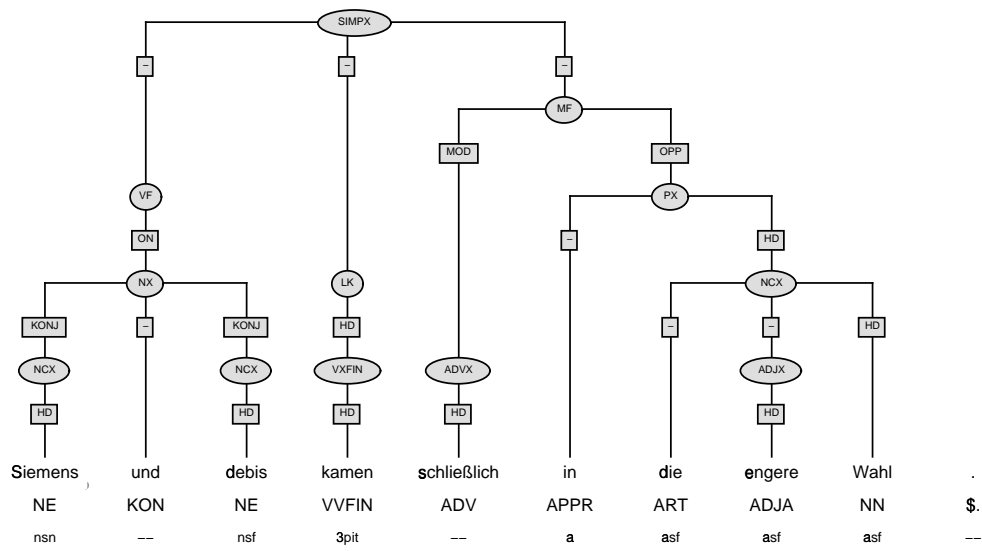 SIMPX
– – –
MF
MOD OPP
VF PX
ON – HD
NX LK NCX
KONJ – KONJ HD – – HD
NCX NCX VXFIN ADVX ADJX
HD HD HD HD HD
Siemens und debis kamen schließlich in die engere Wahl .
NE KON NE VVFIN ADV APPR ART ADJA NN $.
nsn –– nsf 3pit –– a asf asf asf ––